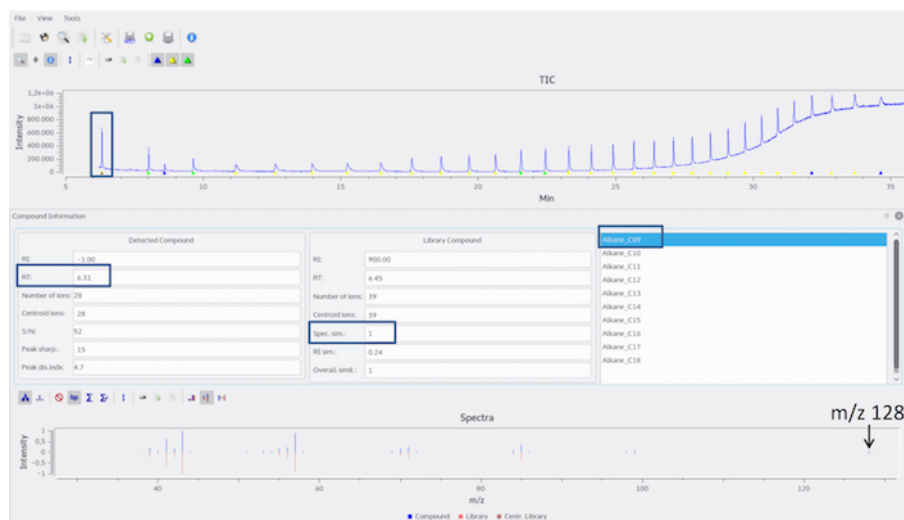 File View Tools
TIC
1,2e+06
1e+06
800.000
600.000
400.000
200.000
0
Intensity
5 10 15 20 25 30 35
Min
Compound Information
Detected Compound
RI: -1.00
RT: 6.31
Number of ions: 28
Centroid ions: 28
S/N: 52
Peak sharp.: 15
Peak dis.indx: 4.7
Library Compound
RI: 900.00
RT: 6.45
Number of ions: 39
Centroid ions: 39
Spec. sim.: 1
RI sim.: 0.24
Overall simil.: 1
Alkane_C09
Alkane_C10
Alkane_C11
Alkane_C12
Alkane_C13
Alkane_C14
Alkane_C15
Alkane_C16
Alkane_C17
Alkane_C18
Spectra
m/z 128
1
0,5
0
-0,5
-1
Intensity
40 60 80 100 120
m/z
Compound Library Centr. Library